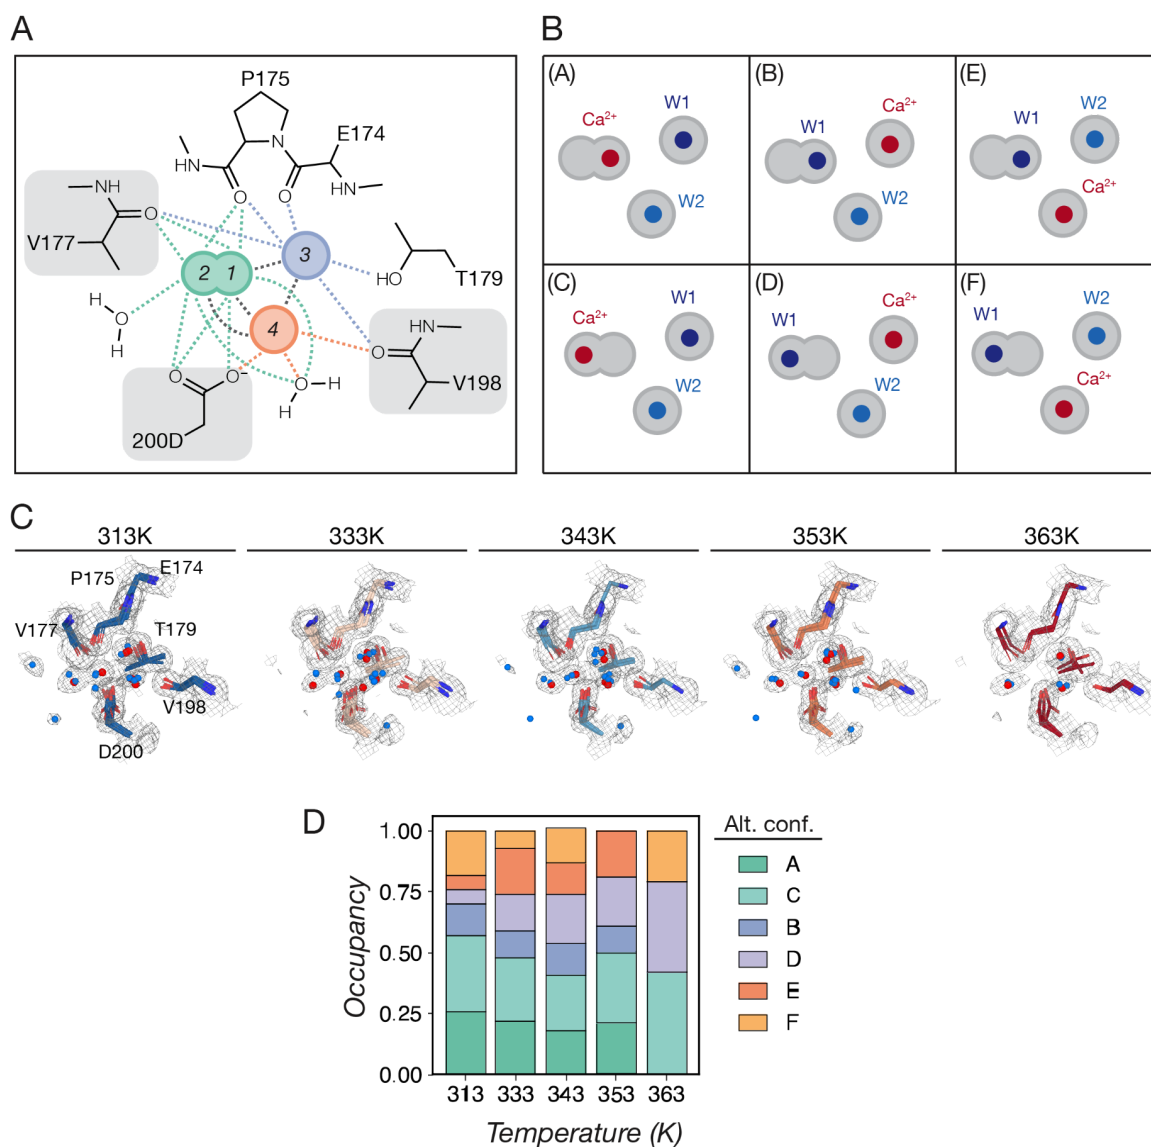 A
P175
E174
HN
N
HN
O
O
NH
O
V177
2
1
3
HO
T179
H
O
H
4
HN
O
V198
O
O-
O
H
H
200D
B
(A)
Ca2+
W1
W2
(B)
W1
Ca2+
W2
(E)
W1
W2
Ca2+
(C)
Ca2+
W1
W2
(D)
W1
Ca2+
W2
(F)
W1
W2
Ca2+
C
313K
333K
343K
353K
363K
P175
E174
V177
T179
V198
D200
D
1.00
0.75
0.50
0.25
0.00
Occupancy
313
333
343
353
363
Temperature (K)
Alt. conf.
A
C
B
D
E
F